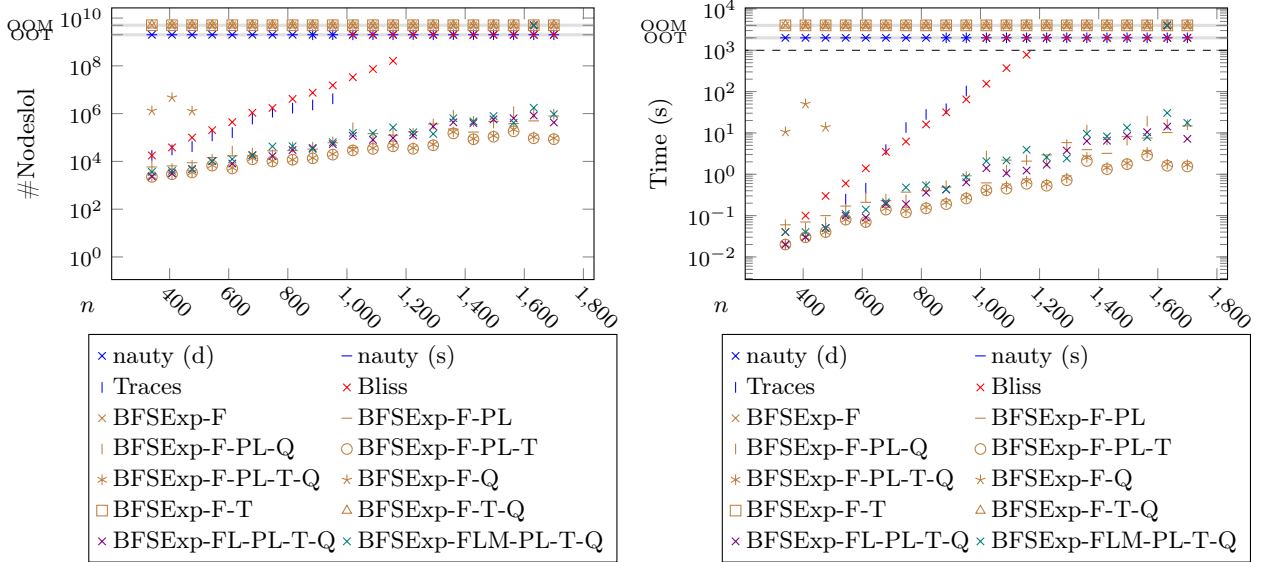 OOM
OOT
10^10
10^8
10^6
10^4
10^2
10^0
#Nodeslol
n
400
600
800
1,000
1,200
1,400
1,600
1,800
× nauty (d) − nauty (s)
Traces × Bliss
× BFSExp-F − BFSExp-F-PL
BFSExp-F-PL-Q BFSExp-F-PL-T
BFSExp-F-PL-T-Q BFSExp-F-Q
BFSExp-F-T BFSExp-F-T-Q
× BFSExp-FL-PL-T-Q × BFSExp-FLM-PL-T-Q
10^4
OOM
OOT
10^3
10^2
10^1
10^0
10^−1
10^−2
Time (s)
n
400
600
800
1,000
1,200
1,400
1,600
1,800
× nauty (d) − nauty (s)
Traces × Bliss
× BFSExp-F − BFSExp-F-PL
BFSExp-F-PL-Q BFSExp-F-PL-T
BFSExp-F-PL-T-Q BFSExp-F-Q
BFSExp-F-T BFSExp-F-T-Q
× BFSExp-FL-PL-T-Q × BFSExp-FLM-PL-T-Q